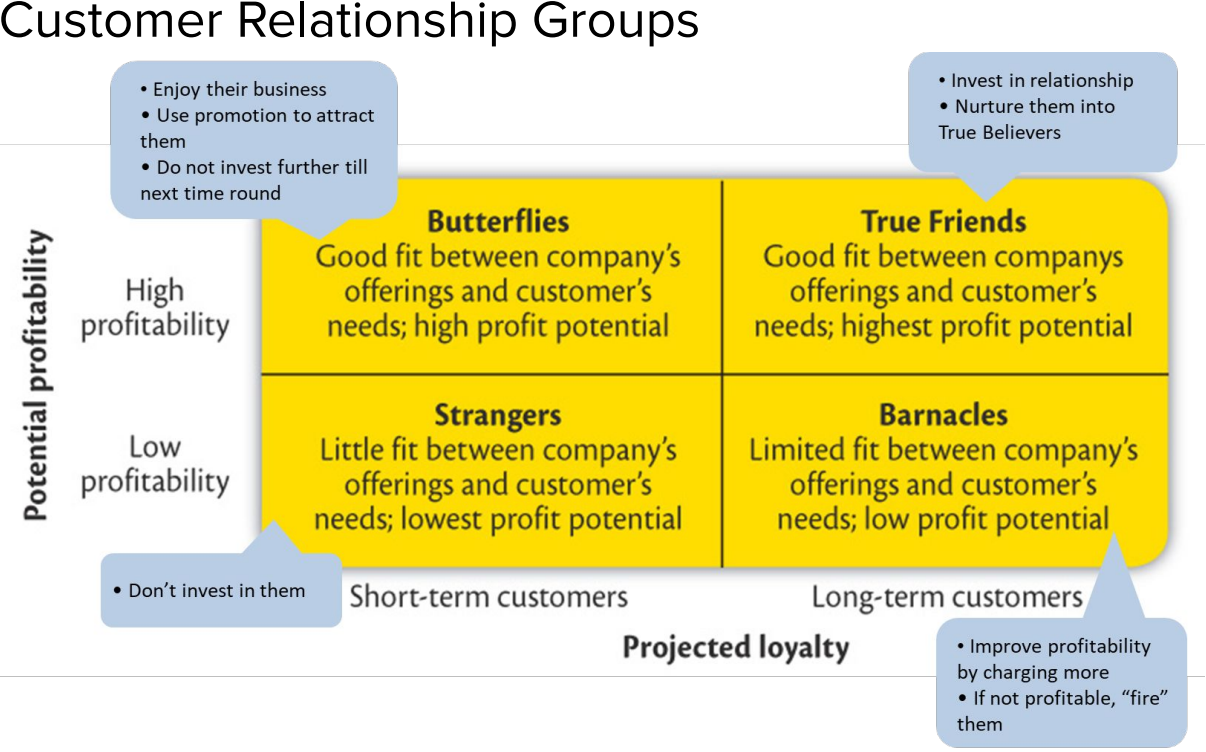 Customer Relationship Groups
• Enjoy their business
• Use promotion to attract
them
• Do not invest further till
next time round
• Invest in relationship
• Nurture them into
True Believers
Potential profitability
High
profitability
Butterflies
Good fit between company’s
offerings and customer’s
needs; high profit potential
True Friends
Good fit between companys
offerings and customer’s
needs; highest profit potential
Low
profitability
Strangers
Little fit between company’s
offerings and customer’s
needs; lowest profit potential
Barnacles
Limited fit between company’s
offerings and customer’s
needs; low profit potential
• Don’t invest in them
Short-term customers
Long-term customers
Projected loyalty
• Improve profitability
by charging more
• If not profitable, “fire”
them